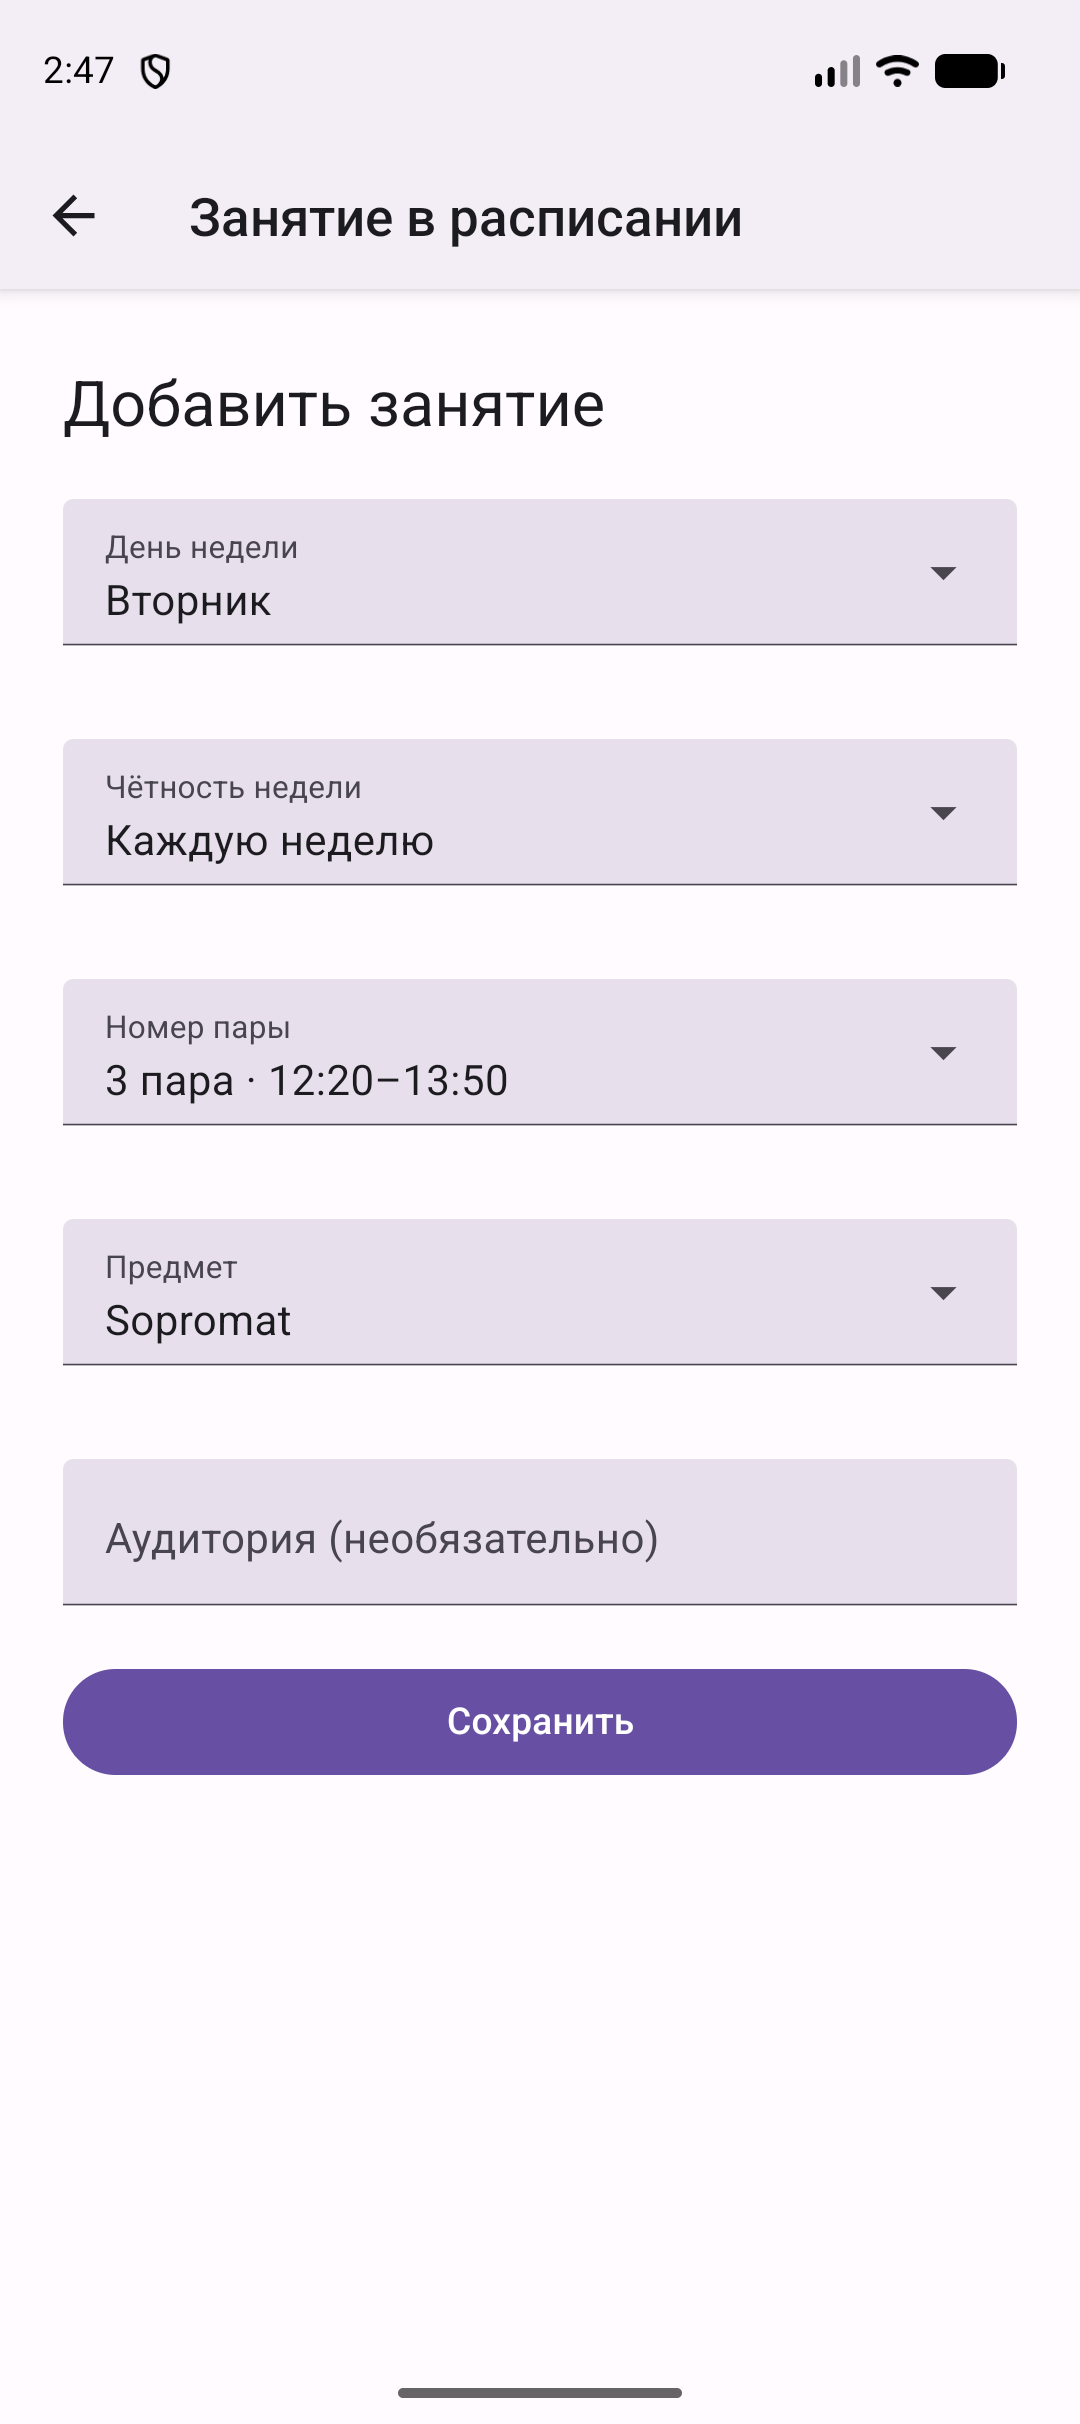 2:47
Занятие в расписании
Добавить занятие
День недели
Вторник
Чётность недели
Каждую неделю
Номер пары
3 пара · 12:20–13:50
Предмет
Sopromat
Аудитория (необязательно)
Сохранить